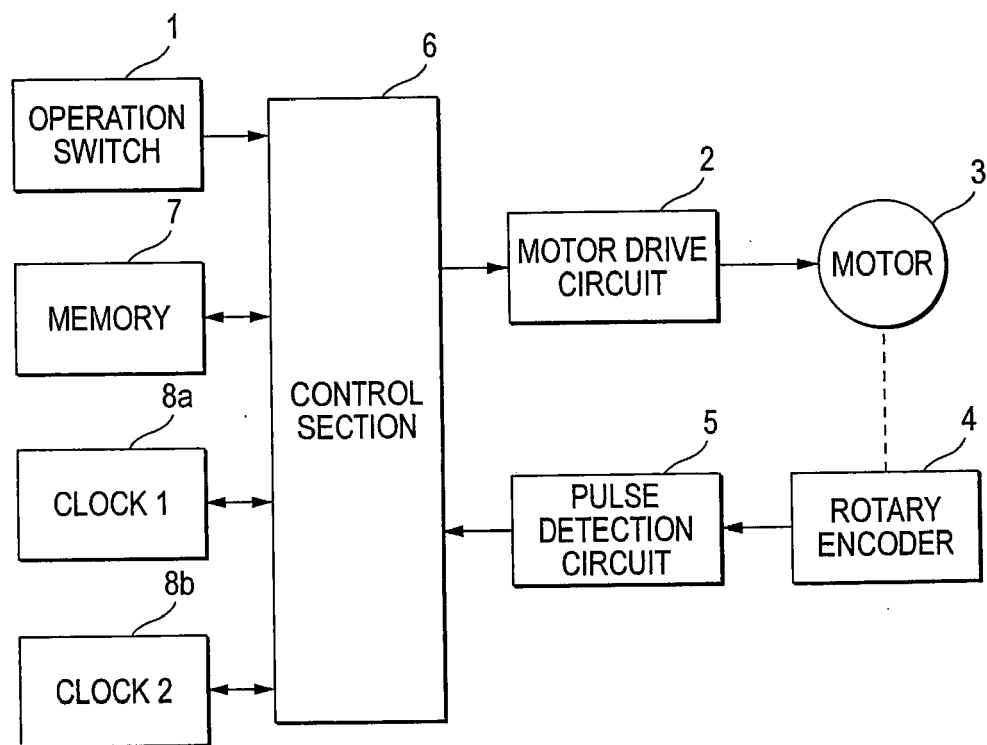 1
OPERATION
SWITCH
7
MEMORY
8a
CLOCK 1
8b
CLOCK 2
6
CONTROL
SECTION
2
MOTOR DRIVE
CIRCUIT
3
MOTOR
5
PULSE
DETECTION
CIRCUIT
4
ROTARY
ENCODER